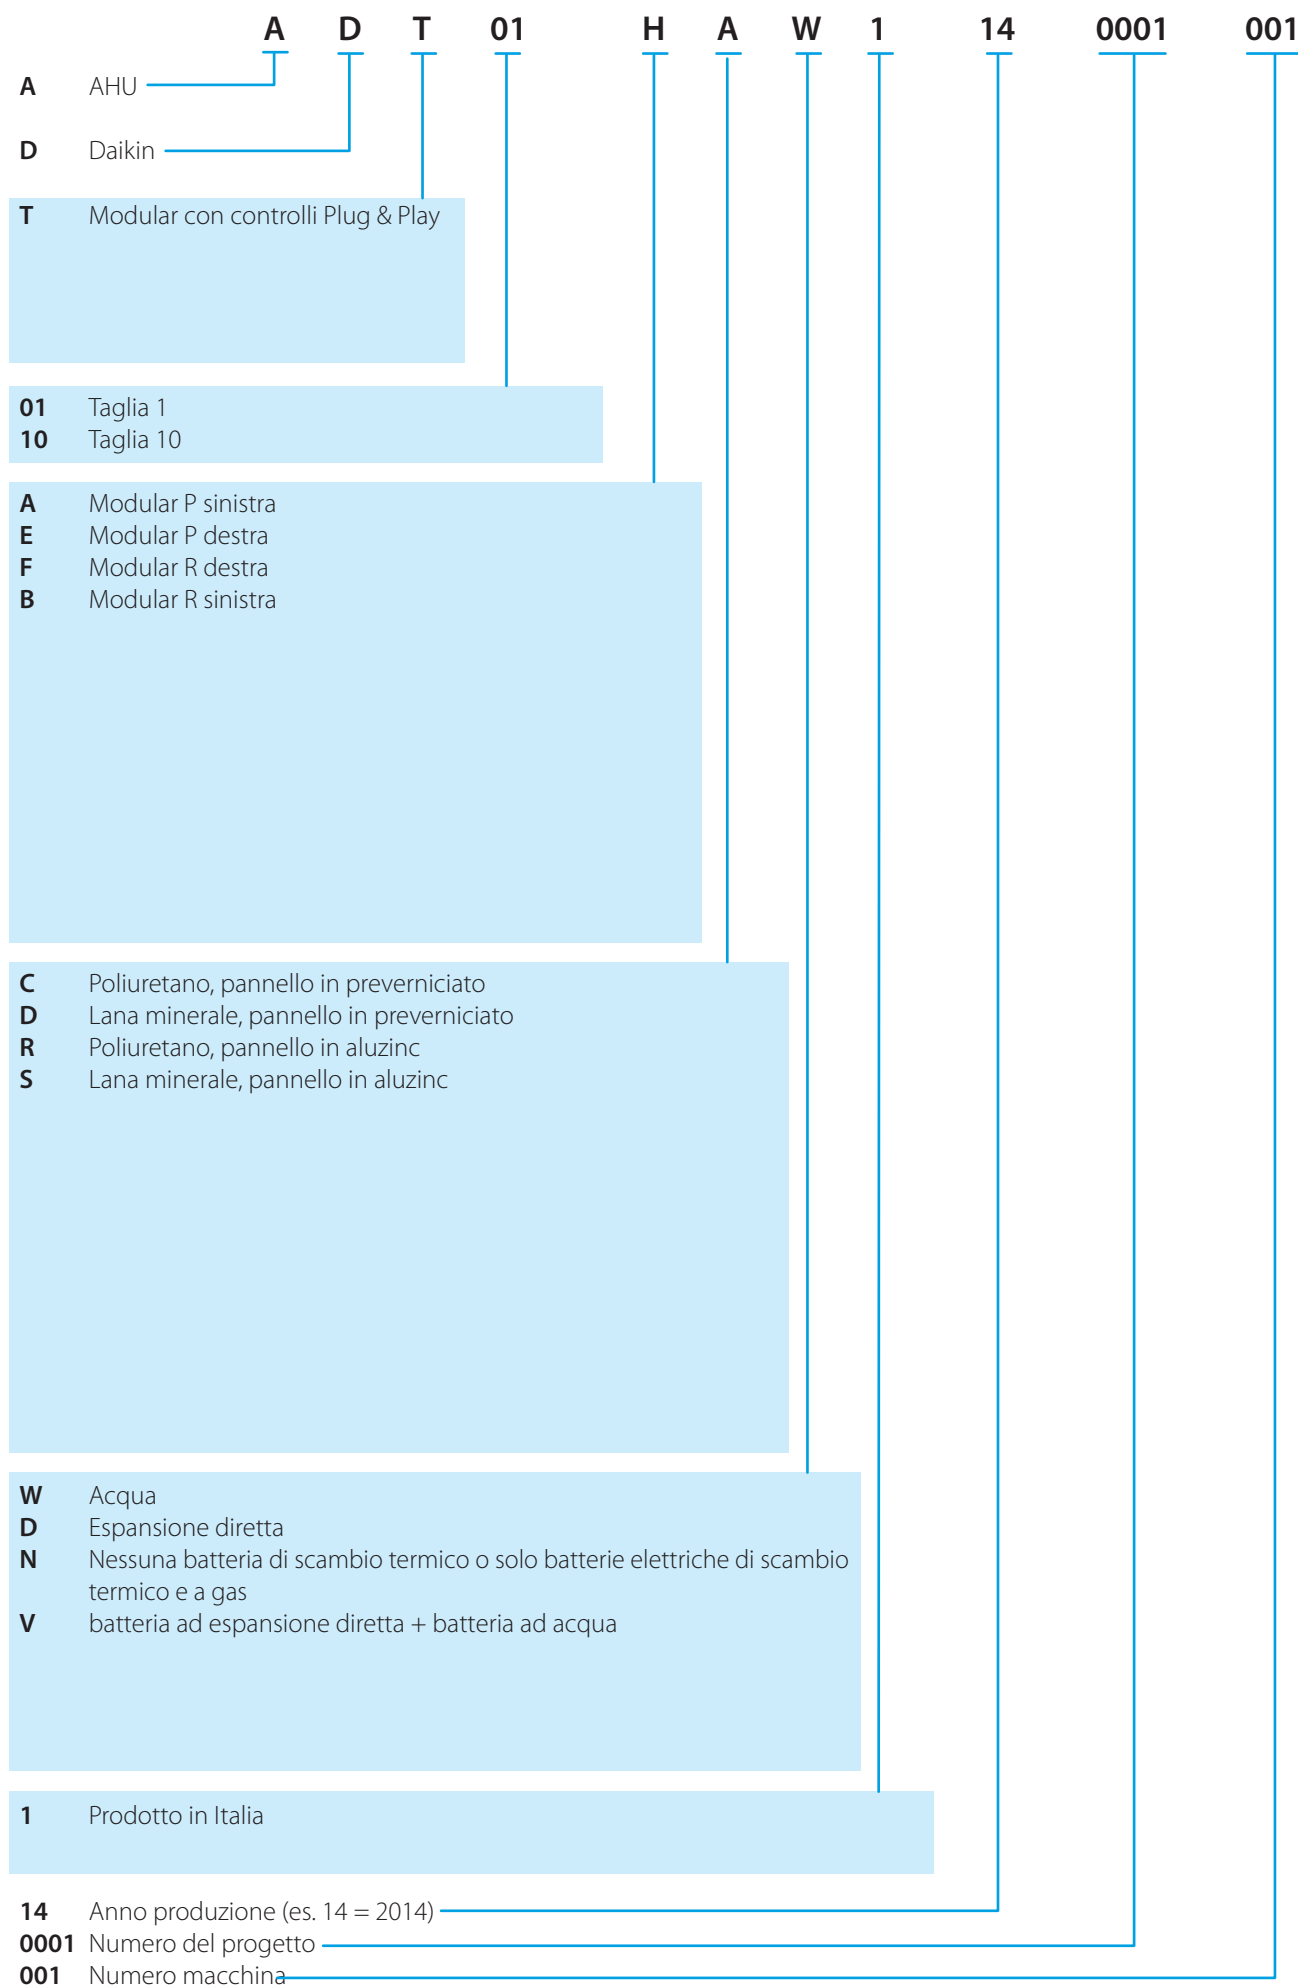 A D T 01 H A W 1 14 0001 001
A AHU
D Daikin
T Modular con controlli Plug & Play
01 Taglia 1
10 Taglia 10
A Modular P sinistra
E Modular P destra
F Modular R destra
B Modular R sinistra
C Poliuretano, pannello in preverniciato
D Lana minerale, pannello in preverniciato
R Poliuretano, pannello in aluzinc
S Lana minerale, pannello in aluzinc
W Acqua
D Espansione diretta
N Nessuna batteria di scambio termico o solo batterie elettriche di scambio
termico e a gas
V batteria ad espansione diretta + batteria ad acqua
1 Prodotto in Italia
14 Anno produzione (es. 14 = 2014)
0001 Numero del progetto
001 Numero macchina